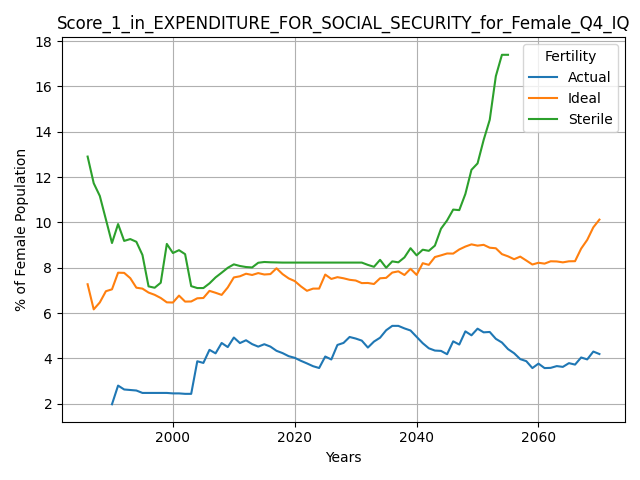 Score_1_in_EXPENDITURE_FOR_SOCIAL_SECURITY_for_Female_Q4_IQ
% of Female Population
18
16
14
12
10
8
6
4
2
Fertility
Actual
Ideal
Sterile
2000
2020
2040
2060
Years